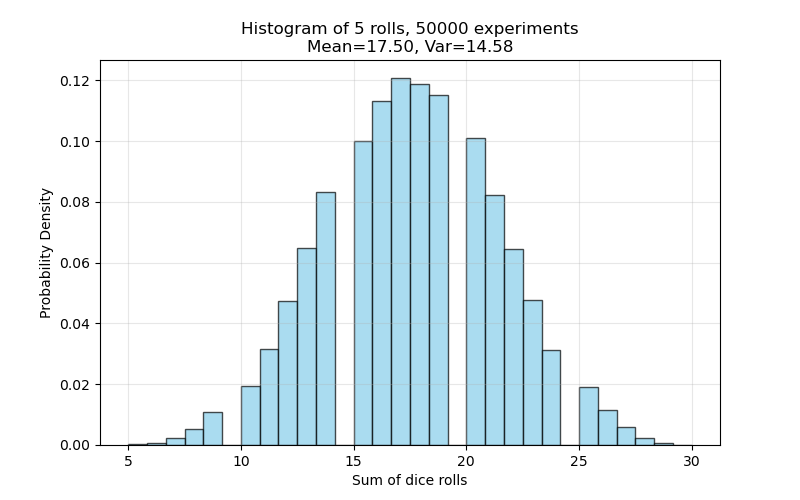 Histogram of 5 rolls, 50000 experiments
Mean=17.50, Var=14.58
Probability Density
0.12
0.10
0.08
0.06
0.04
0.02
0.00
5 10 15 20 25 30
Sum of dice rolls